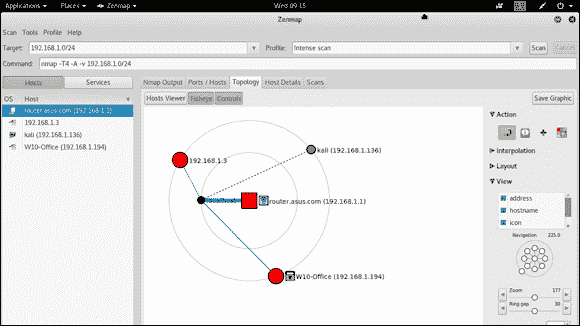 Applications Places Zenmap Wed 09:15
Zenmap
Scan Tools Profile Help
Target: 192.168.1.0/24 Profile: Intense scan Scan Cancel
Command: nmap -T4 -A -v 192.168.1.0/24
Hosts Services Nmap Output Ports / Hosts Topology Host Details Scans
OS Host
Hosts Viewer Fisheye Controls Save Graphic
router.asus.com (192.168.1.1)
192.168.1.3
kali (192.168.1.136)
W10-Office (192.168.1.194)
kali (192.168.1.136)
192.168.1.3
router.asus.com (192.168.1.1)
W10-Office (192.168.1.194)
Action
Interpolation
Layout
View
address
hostname
icon
Navigation 225.0
Zoom 177
Ring gap 30